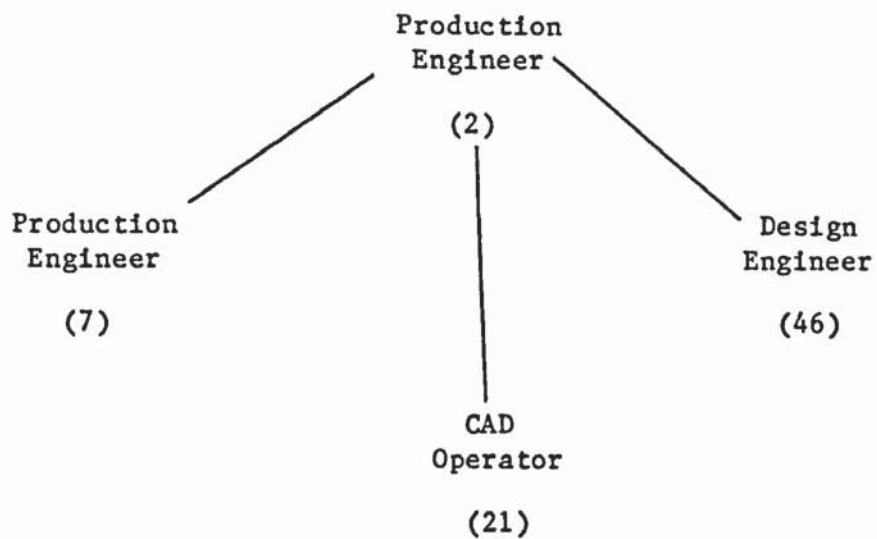 Production
Engineer
(2)
Production
Engineer
(7)
Design
Engineer
(46)
CAD
Operator
(21)